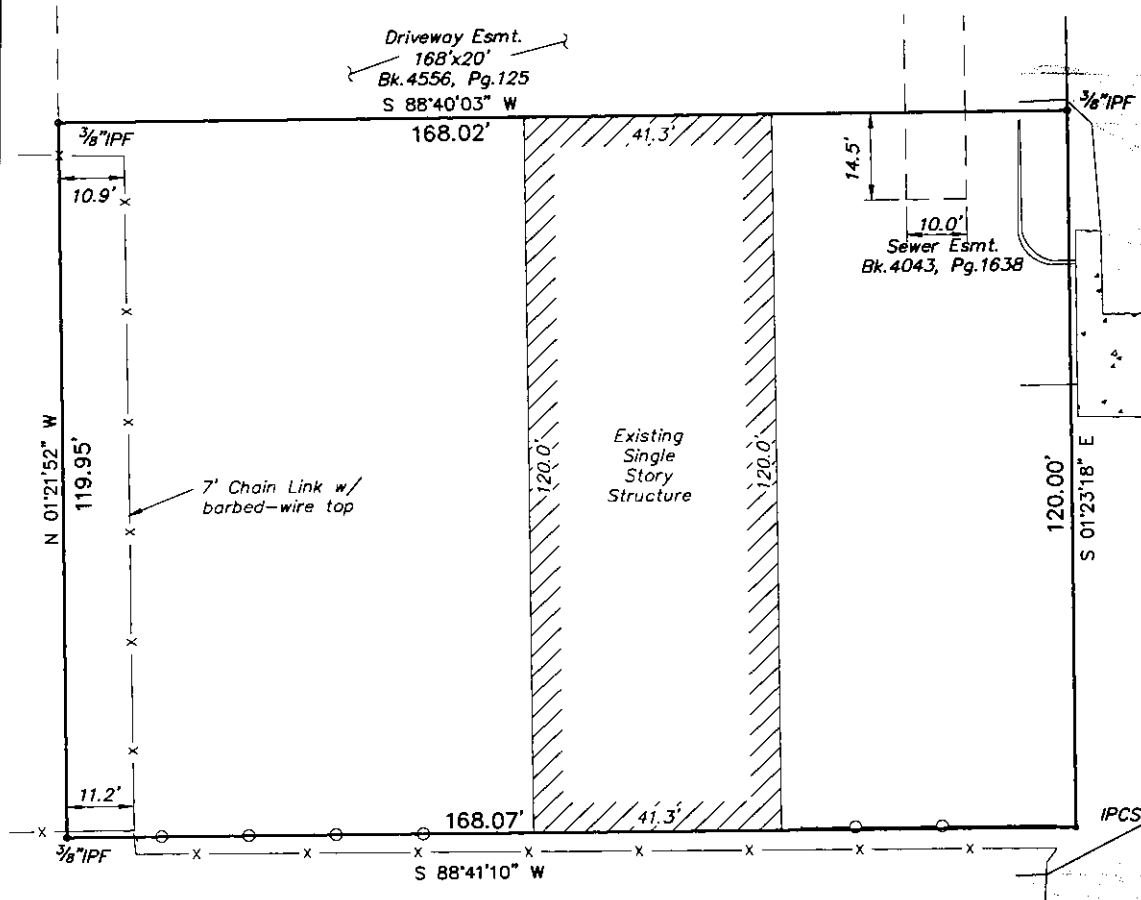 Driveway Esmt.
168'x20'
Bk.4556, Pg.125
S 88°40'03" W
168.02'
3/8"IPF
3/8"IPF
10.9'
41.3'
14.5'
10.0'
Sewer Esmt.
Bk.4043, Pg.1638
N 01°21'52" W
119.95'
7' Chain Link w/
barbed-wire top
120.0'
Existing
Single
Story
Structure
120.0'
120.00'
S 01°23'18" E
11.2'
168.07'
41.3'
3/8"IPF
S 88°41'10" W
IPCS